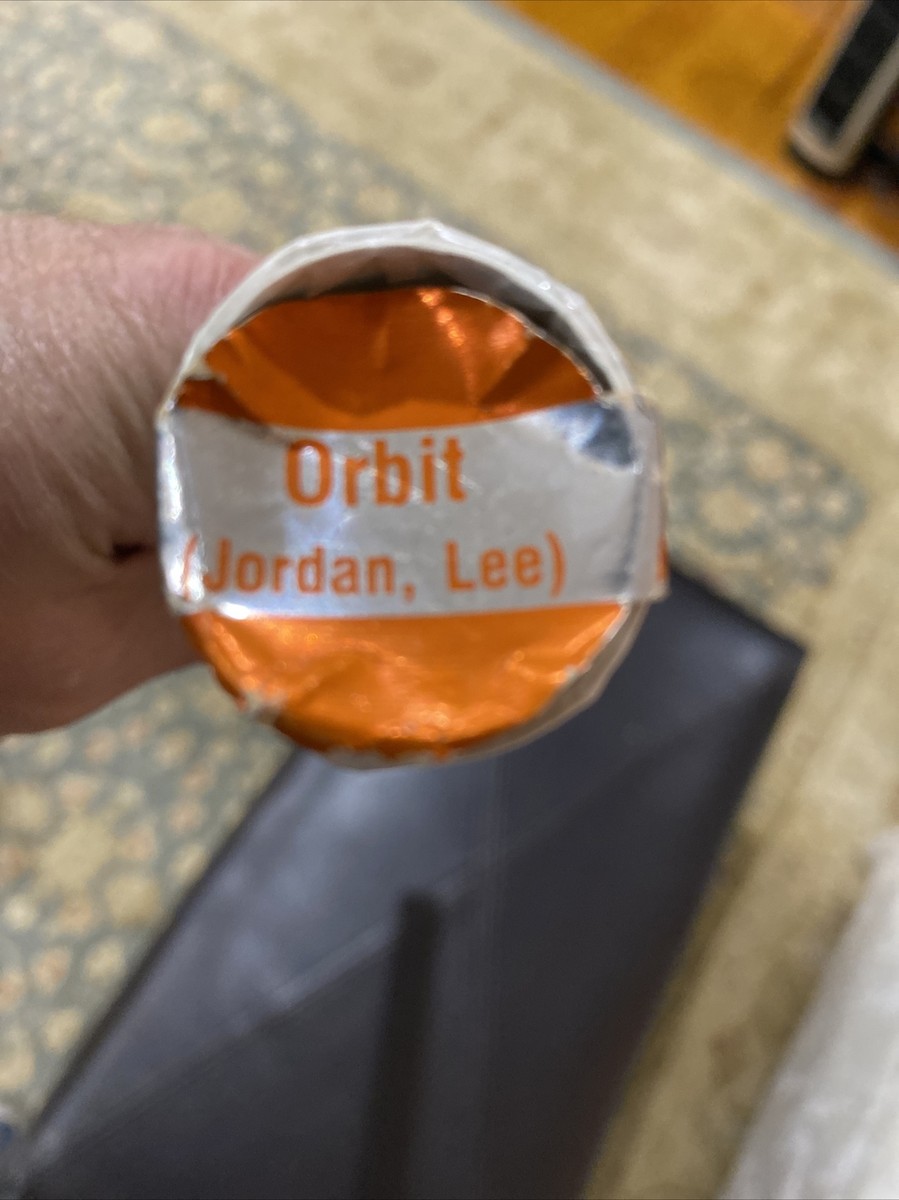 Orbit
(Jordan, Lee)